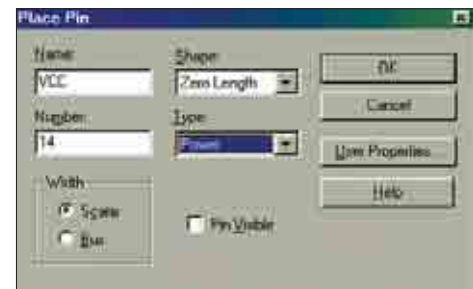 Place Pin
Name:
VCC
Number:
14
Width
Scalar
Bus
Shape:
Zero Length
Type:
Power
Pin Visible
OK
Cancel
User Properties
Help